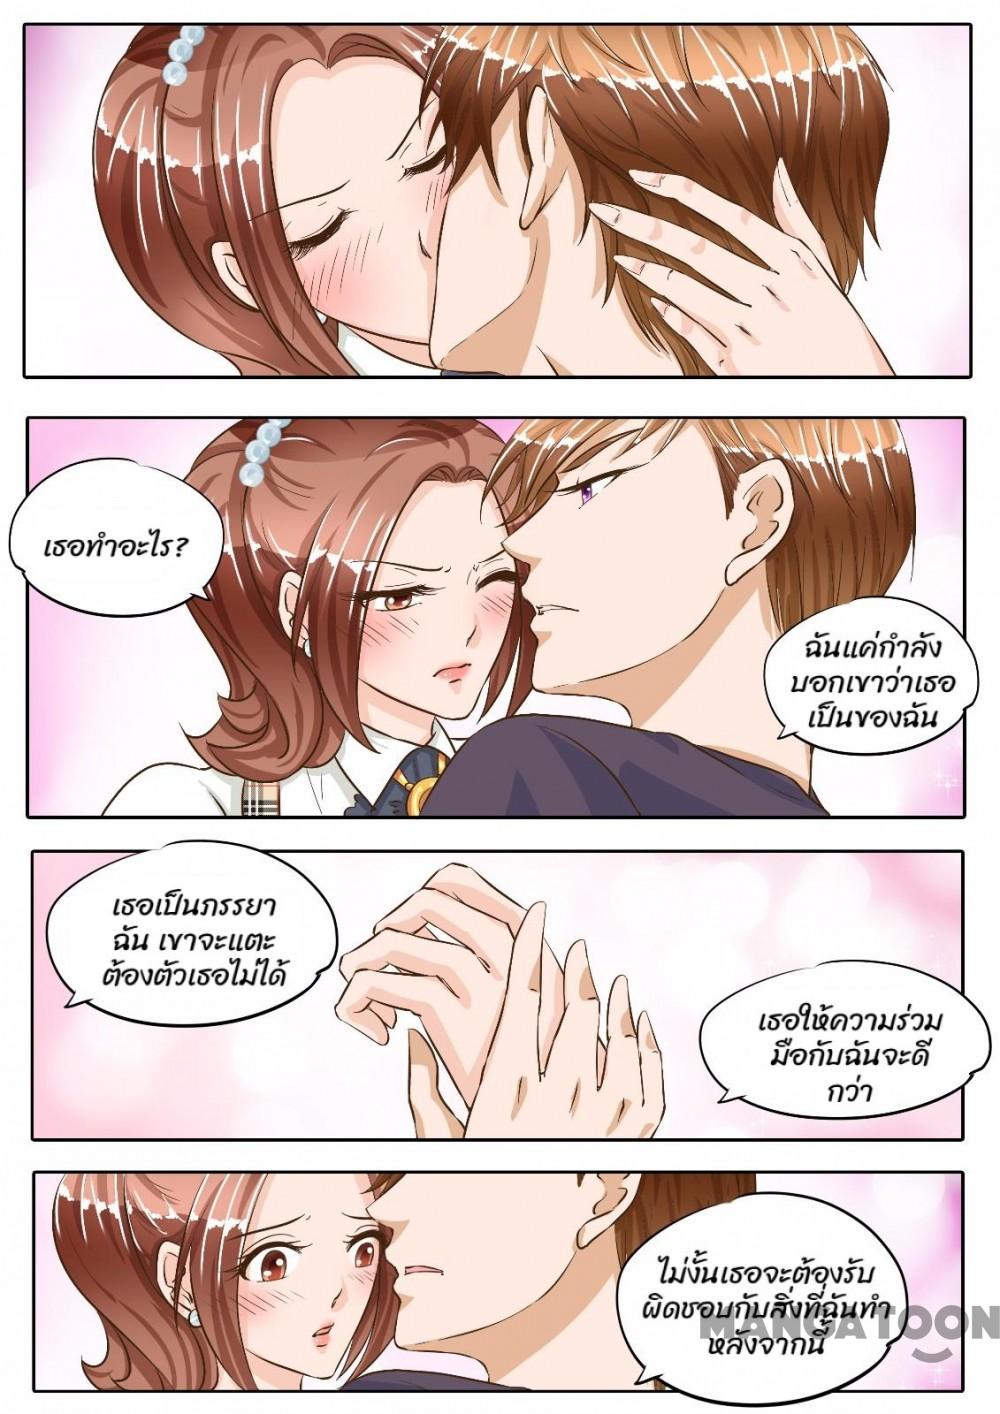 เธอทำอะไร?
ฉันแค่กำลัง
บอกเขาว่าเธอ
เป็นของฉัน
เธอเป็นภรรยา
ฉัน เขาจะแตะ
ต้องตัวเธอไม่ได้
เธอให้ความร่วม
มือกับฉันจะดี
กว่า
ไม่งั้นเธอจะต้องรับ
ผิดชอบกับสิ่งที่ฉันทำ
หลังจากนี้
MANGATOON